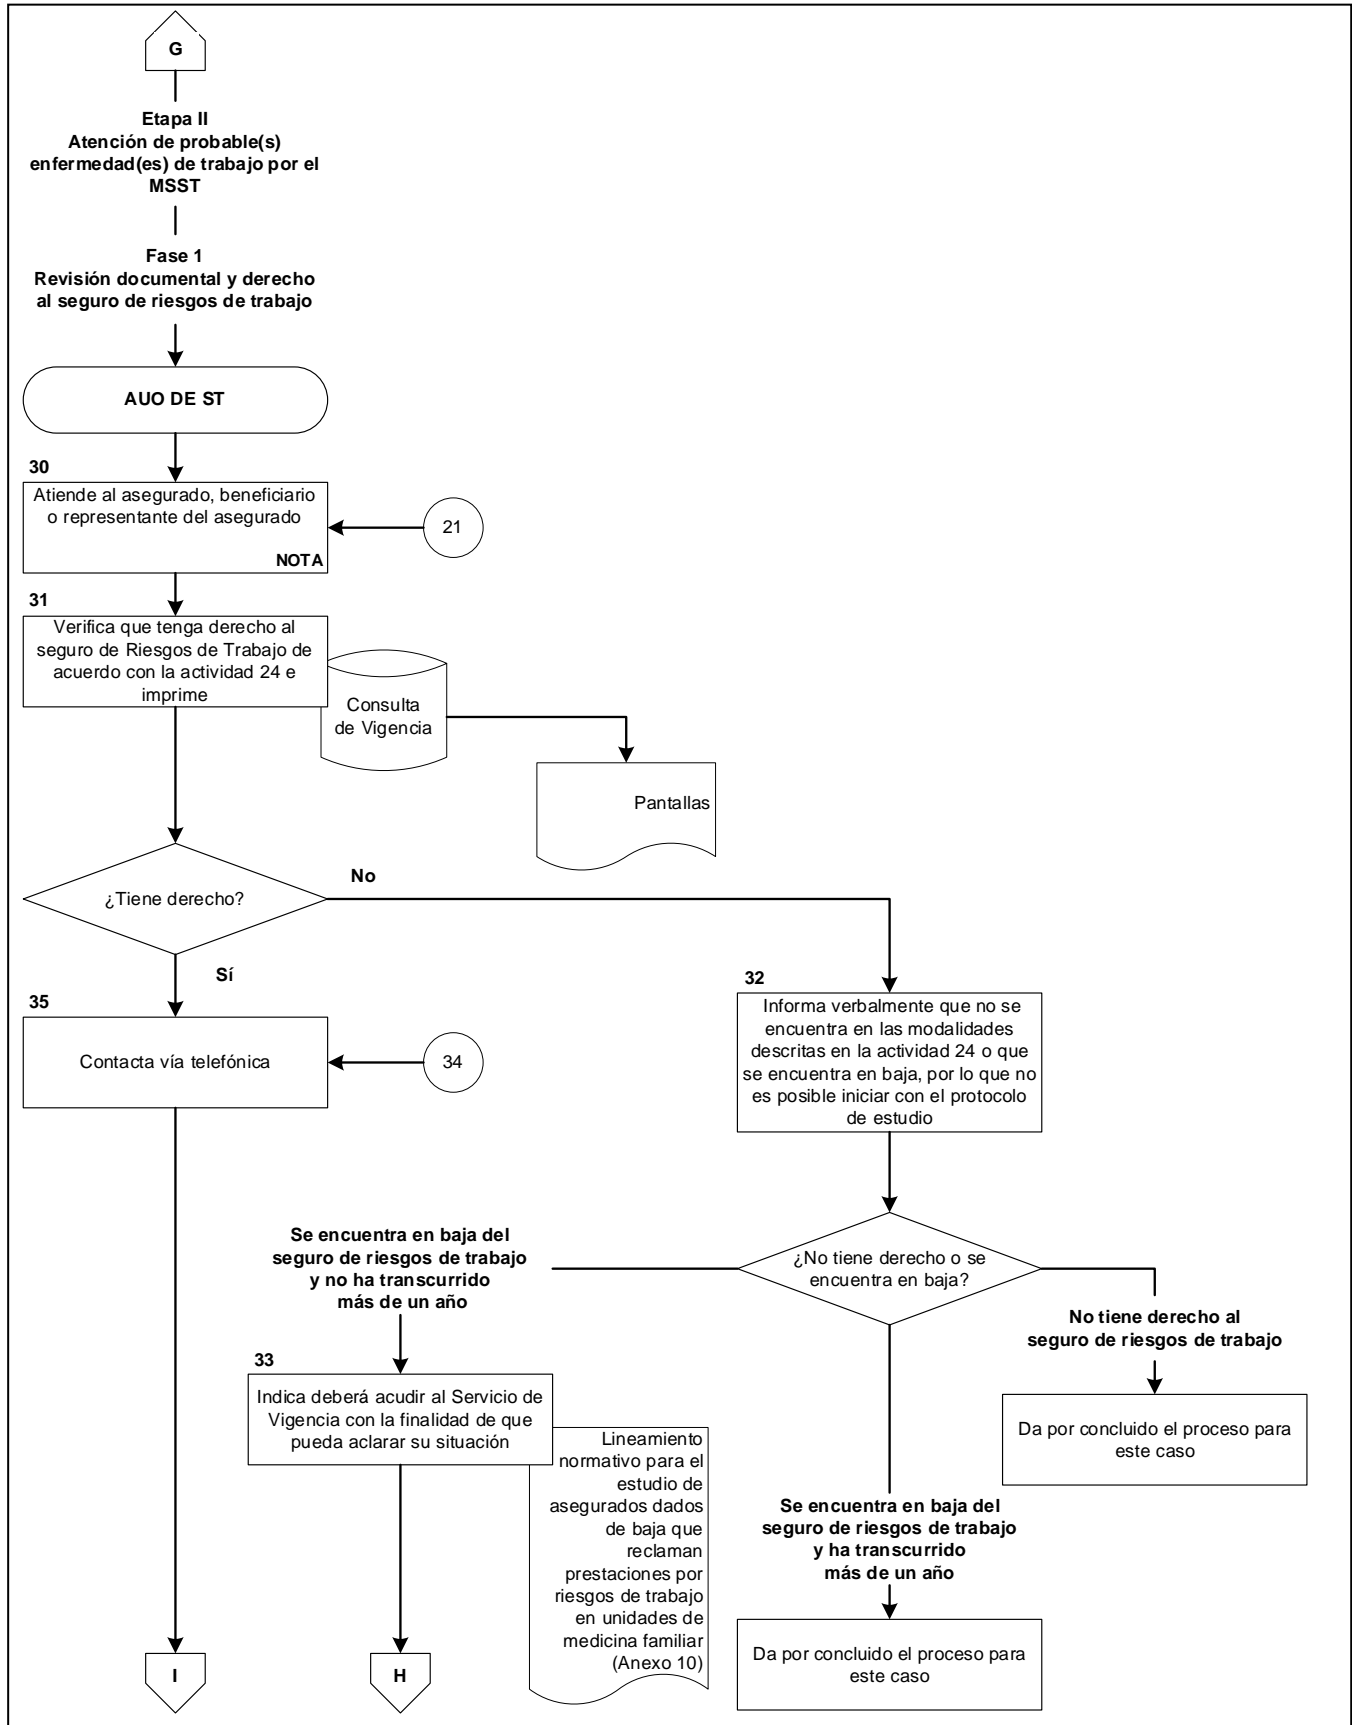 G
Etapa II
Atención de probable(s)
enfermedad(es) de trabajo por el
MSST
Fase 1
Revisión documental y derecho
al seguro de riesgos de trabajo
AUO DE ST
30
Atiende al asegurado, beneficiario
o representante del asegurado
NOTA
21
31
Verifica que tenga derecho al
seguro de Riesgos de Trabajo de
acuerdo con la actividad 24 e
imprime
Consulta
de Vigencia
Pantallas
¿Tiene derecho?
No
Sí
35
Contacta vía telefónica
34
32
Informa verbalmente que no se
encuentra en las modalidades
descritas en la actividad 24 o que
se encuentra en baja, por lo que no
es posible iniciar con el protocolo
de estudio
¿No tiene derecho o se
encuentra en baja?
Se encuentra en baja del
seguro de riesgos de trabajo
y no ha transcurrido
más de un año
No tiene derecho al
seguro de riesgos de trabajo
33
Indica deberá acudir al Servicio de
Vigencia con la finalidad de que
pueda aclarar su situación
Lineamiento
normativo para el
estudio de
asegurados dados
de baja que
reclaman
prestaciones por
riesgos de trabajo
en unidades de
medicina familiar
(Anexo 10)
Da por concluido el proceso para
este caso
Se encuentra en baja del
seguro de riesgos de trabajo
y ha transcurrido
más de un año
Da por concluido el proceso para
este caso
I
H